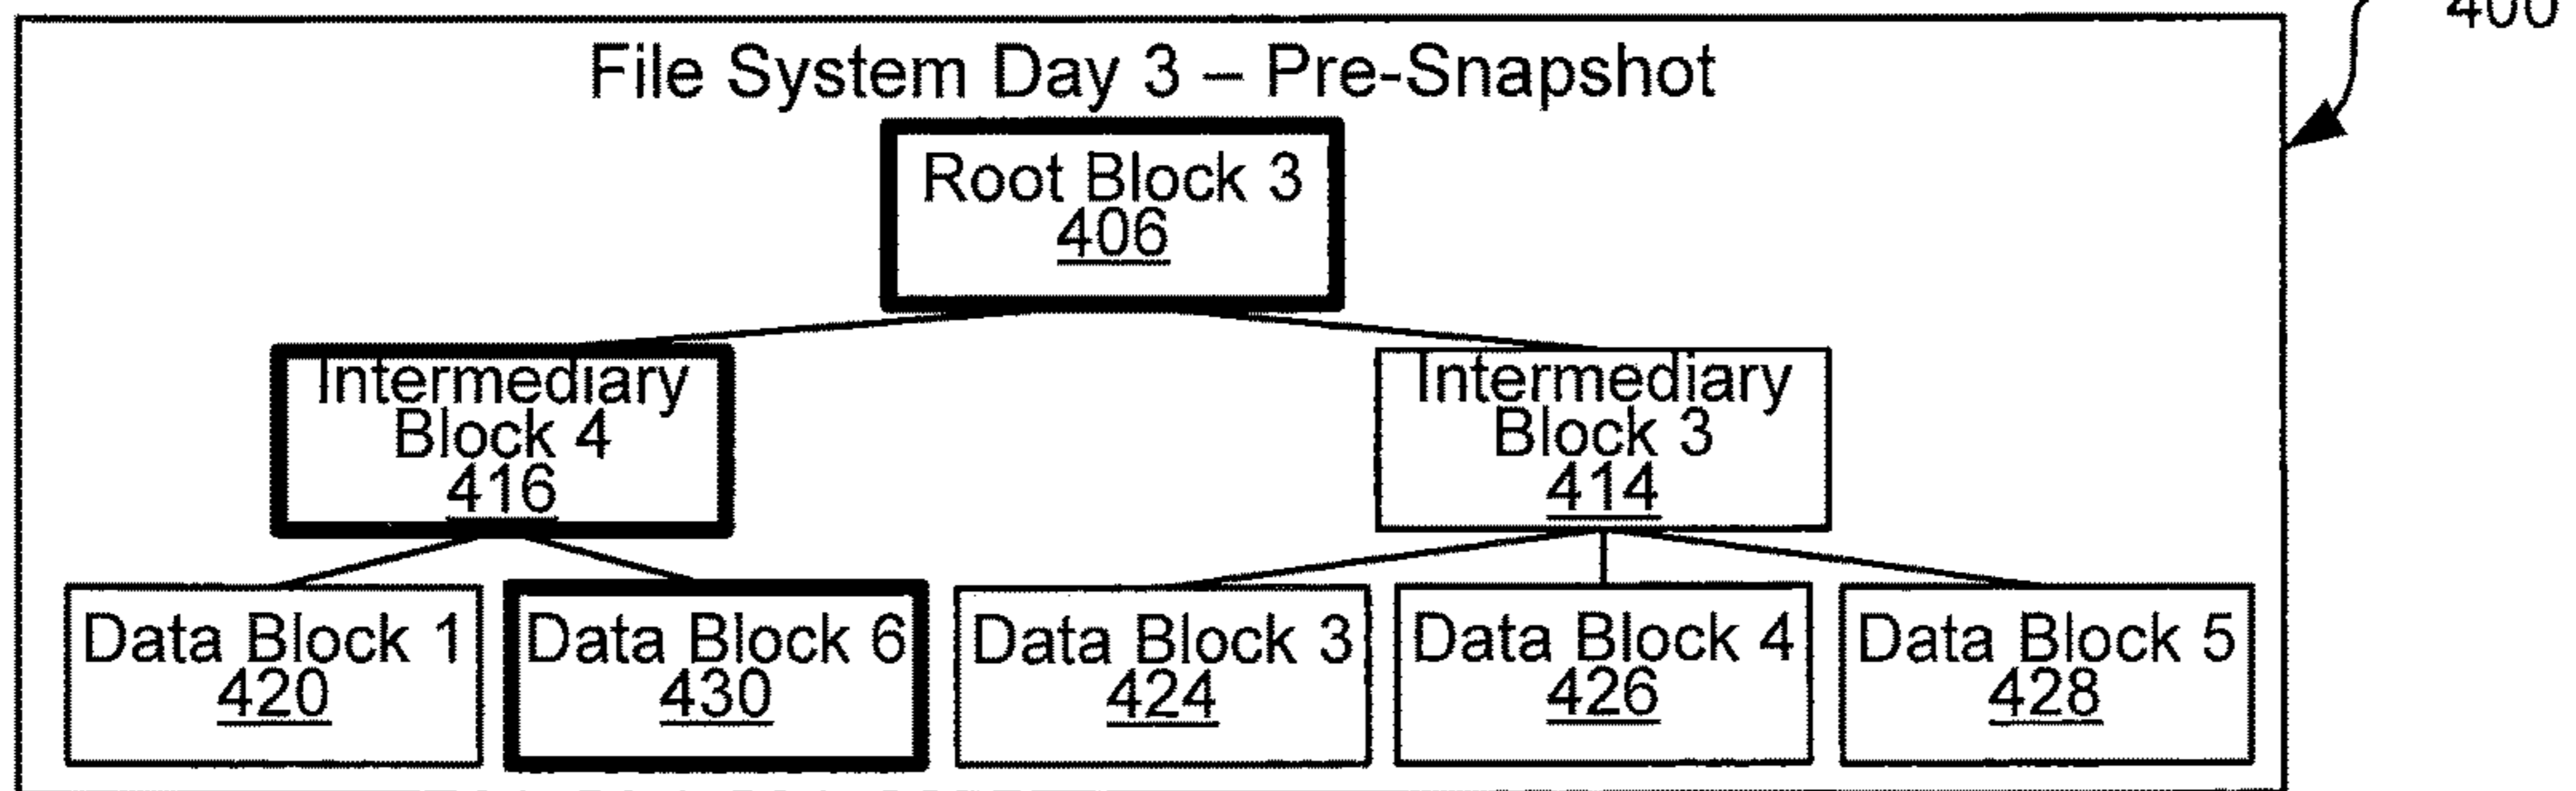 400
File System Day 3 – Pre-Snapshot
Root Block 3
406
Intermediary
Block 4
416
Intermediary
Block 3
414
Data Block 1
420
Data Block 6
430
Data Block 3
424
Data Block 4
426
Data Block 5
428